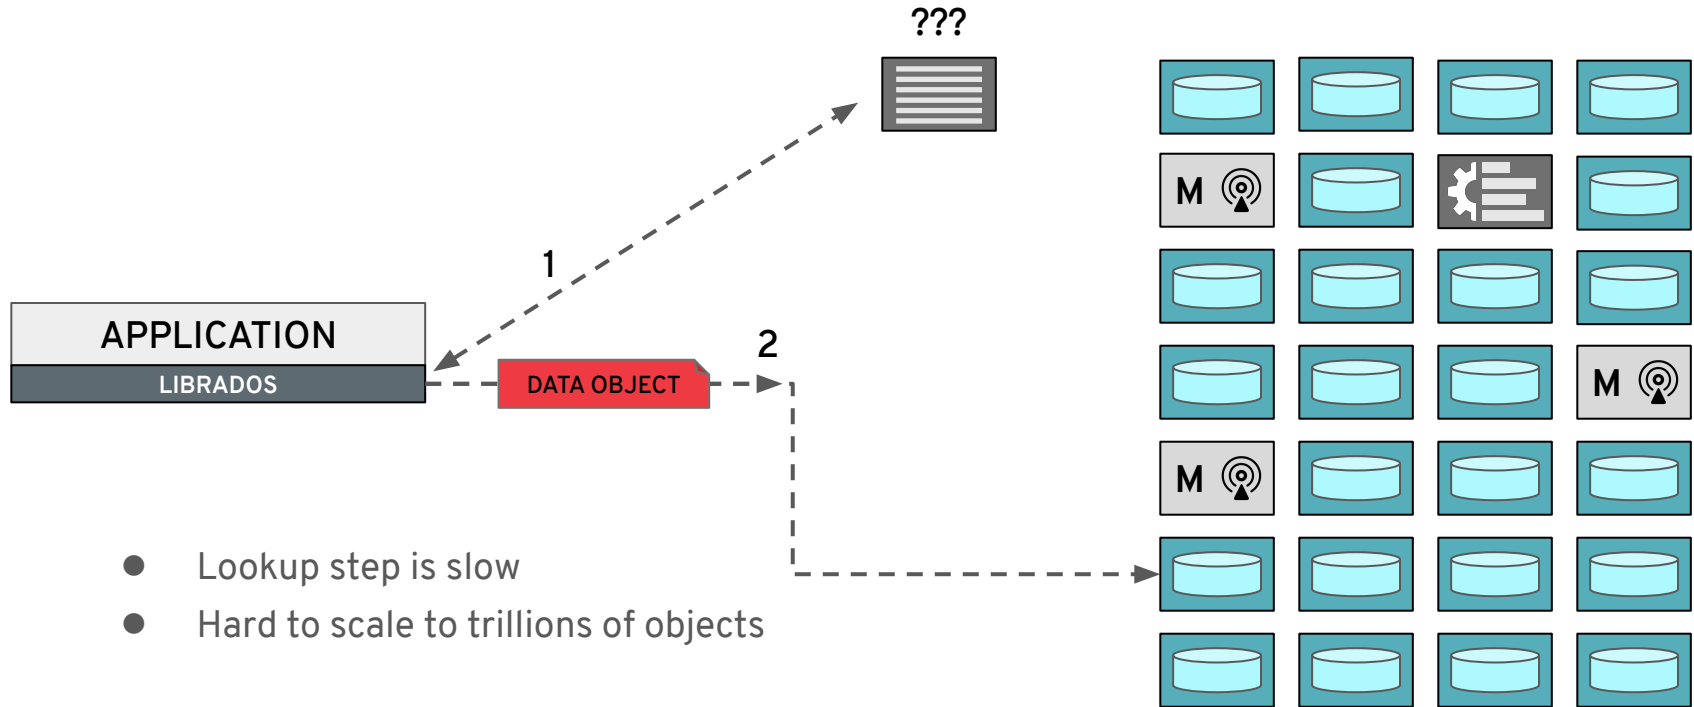 ???
M
1
APPLICATION
LIBRADOS
2
DATA OBJECT
M
M
● Lookup step is slow
● Hard to scale to trillions of objects